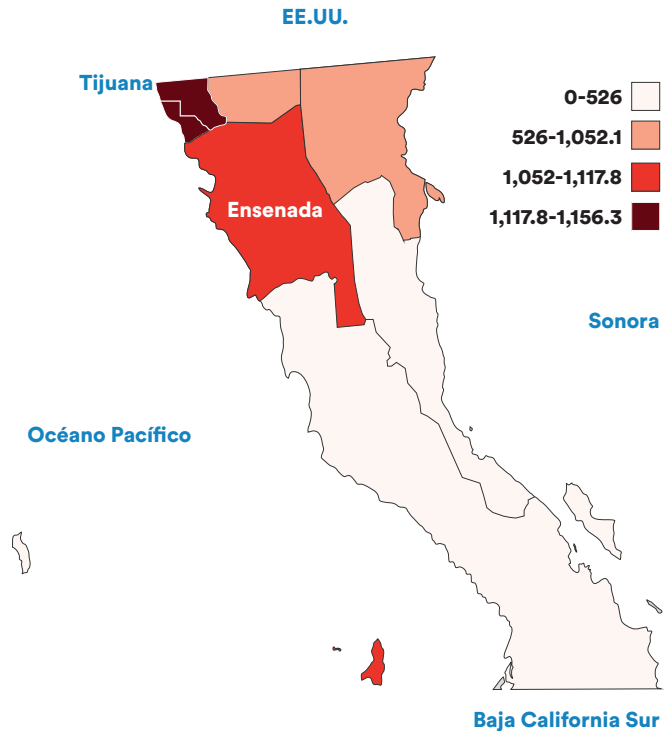 EE.UU.
Tijuana
0-526
526-1,052.1
1,052-1,117.8
1,117.8-1,156.3
Ensenada
Sonora
Océano Pacífico
Baja California Sur